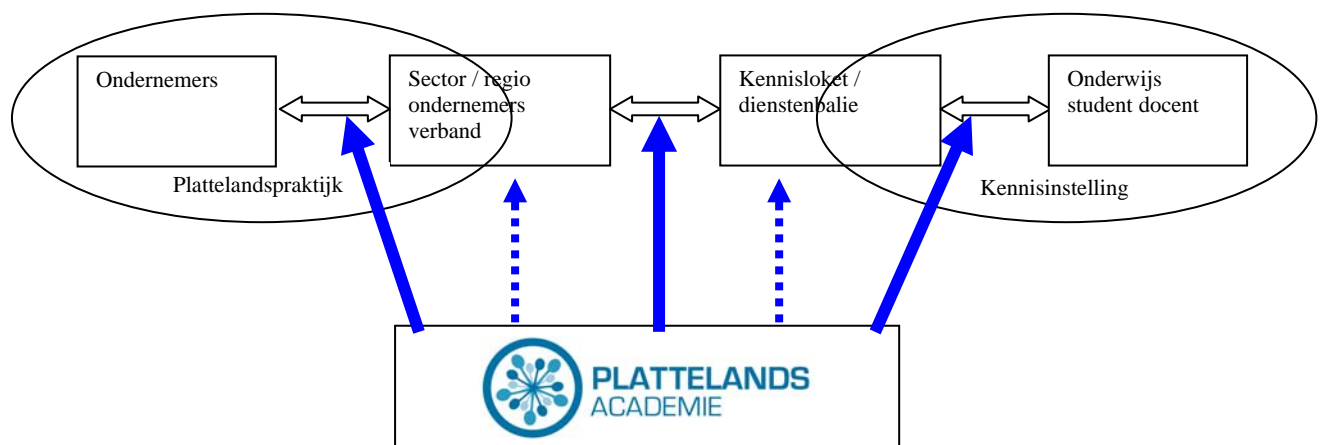 Ondernemers
Sector / regio
ondernemers
verband
Kennisloket /
dienstenbalie
Onderwijs
student docent
Plattelandspraktijk
Kennisinstelling
PLATTELANDS
ACADEMIE